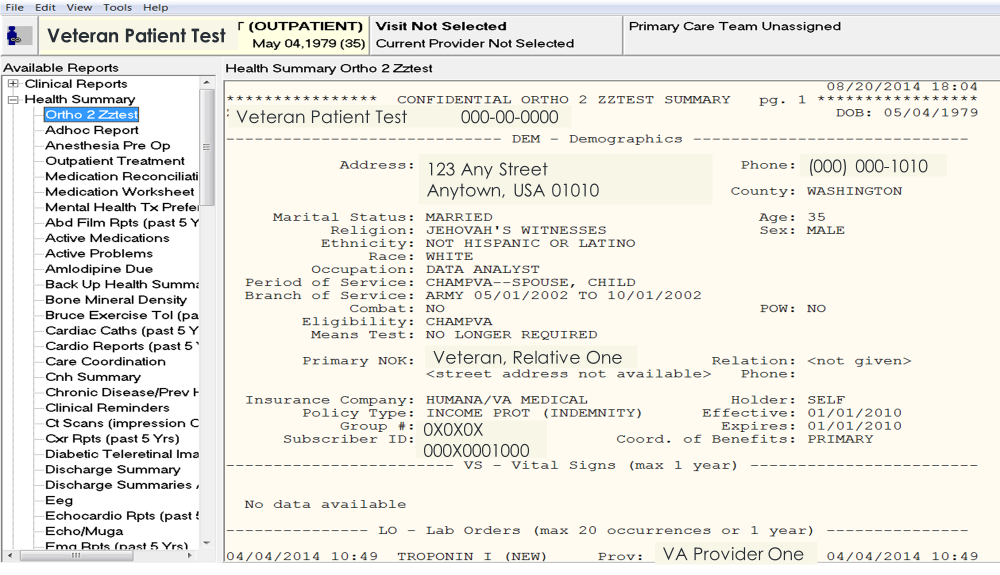 File Edit View Tools Help
Veteran Patient Test (OUTPATIENT) Visit Not Selected Primary Care Team Unassigned
May 04,1979 (35) Current Provider Not Selected
Available Reports
Clinical Reports
Health Summary
Ortho 2 Zztest
Adhoc Report
Anesthesia Pre Op
Outpatient Treatment
Medication Reconciliati
Medication Worksheet
Mental Health Tx Prefer
Abd Film Rpts (past 5 Y
Active Medications
Active Problems
Amlodipine Due
Back Up Health Summa
Bone Mineral Density
Bruce Exercise Tol (pa
Cardiac Caths (past 5 Y
Cardio Reports (past 5
Care Coordination
Cnh Summary
Chronic Disease/Prev H
Clinical Reminders
Ct Scans (impression O
Cxr Rpts (past 5 Yrs)
Diabetic Teleretinal Ima
Discharge Summary
Discharge Summaries
Eeg
Echocardio Rpts (past 5
Echo/Muga
Emg Rpts (past 5 Yrs)
Health Summary Ortho 2 Zztest
08/20/2014 18:04
**************** CONFIDENTIAL ORTHO 2 ZZTEST SUMMARY pg. 1 *****************
Veteran Patient Test 000-00-0000 DOB: 05/04/1979
----------------------------- DEM - Demographics -----------------------------
Address: 123 Any Street Phone: (000) 000-1010
Anytown, USA 01010 County: WASHINGTON
Marital Status: MARRIED Age: 35
Religion: JEHOVAH'S WITNESSES Sex: MALE
Ethnicity: NOT HISPANIC OR LATINO
Race: WHITE
Occupation: DATA ANALYST
Period of Service: CHAMPVA--SPOUSE, CHILD
Branch of Service: ARMY 05/01/2002 TO 10/01/2002
Combat: NO POW: NO
Eligibility: CHAMPVA
Means Test: NO LONGER REQUIRED
Primary NOK: Veteran, Relative One Relation: <not given>
<street address not available> Phone:
Insurance Company: HUMANA/VA MEDICAL Holder: SELF
Policy Type: INCOME PROT (INDEMNITY) Effective: 01/01/2010
Group #: 0X0X0X Expires: 01/01/2010
Subscriber ID: 000X0001000 Coord. of Benefits: PRIMARY
------------------------ VS - Vital Signs (max 1 year) ------------------------
No data available
--------------- LO - Lab Orders (max 20 occurrences or 1 year) ---------------
04/04/2014 10:49 TROPONIN I (NEW) Prov: VA Provider One 04/04/2014 10:49